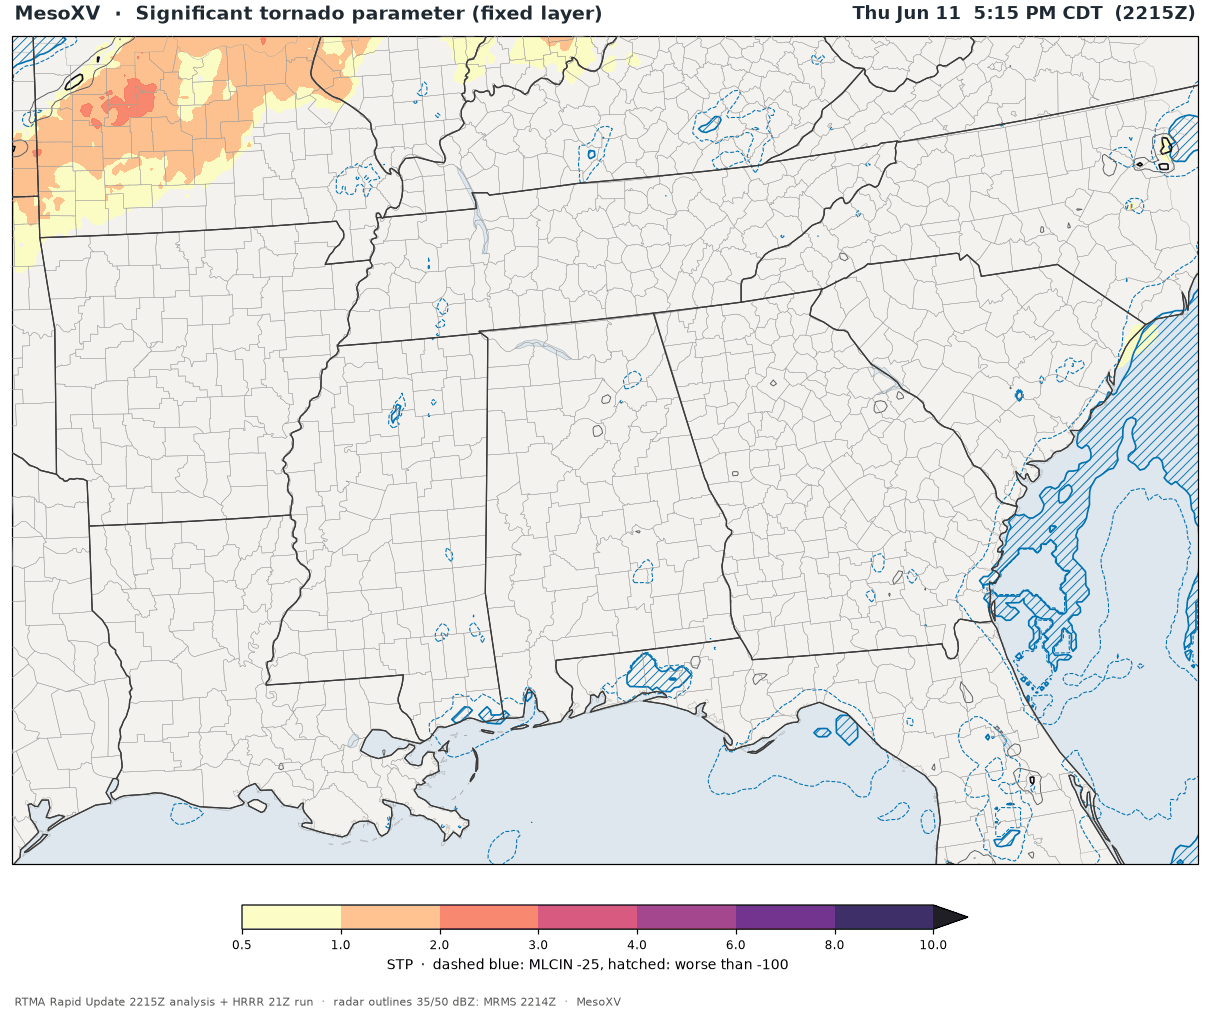 MesoXV · Significant tornado parameter (fixed layer)
Thu Jun 11 5:15 PM CDT (2215Z)
0.5 1.0 2.0 3.0 4.0 6.0 8.0 10.0
STP · dashed blue: MLCIN -25, hatched: worse than -100
RTMA Rapid Update 2215Z analysis + HRRR 21Z run · radar outlines 35/50 dBZ: MRMS 2214Z · MesoXV